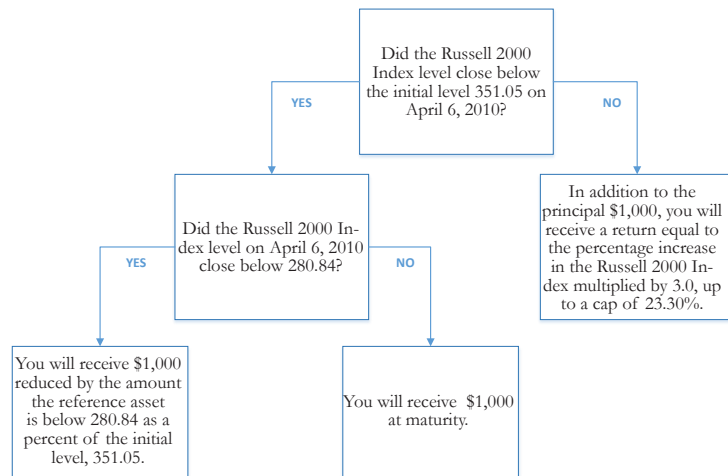 Did the Russell 2000
Index level close below
the initial level 351.05 on
April 6, 2010?
YES
NO
Did the Russell 2000 In-
dex level on April 6, 2010
close below 280.84?
In addition to the
principal $1,000, you will
receive a return equal to
the percentage increase
in the Russell 2000 In-
dex multiplied by 3.0, up
to a cap of 23.30%.
YES
NO
You will receive $1,000
reduced by the amount
the reference asset
is below 280.84 as a
percent of the initial
level, 351.05.
You will receive $1,000
at maturity.